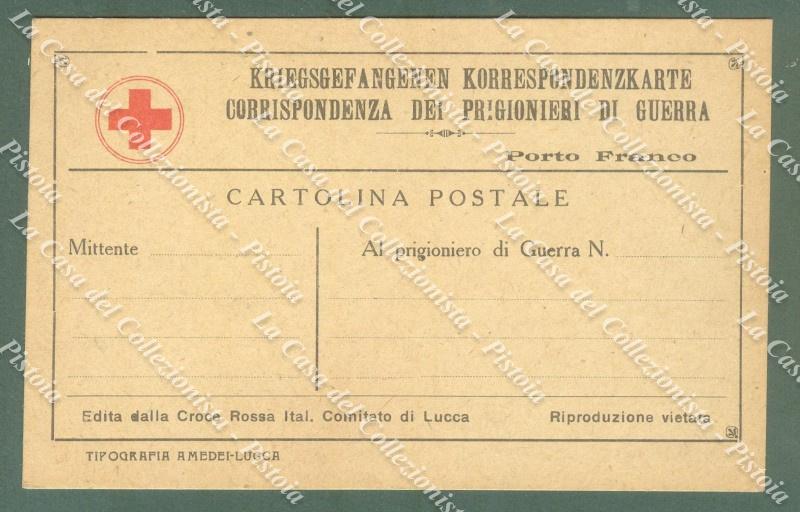 KRIEGSGEFANGENEN KORRESPONDENZKARTE
CORRISPONDENZA DEI PRIGIONIERI DI GUERRA
Porto Franco
CARTOLINA POSTALE
Mittente
Al prigioniero di Guerra N.
Edita dalla Croce Rossa Ital. Comitato di Lucca
Riproduzione vietata
TIPOGRAFIA AMEDEI-LUCCA
La Casa del Collezionista - Pistoia